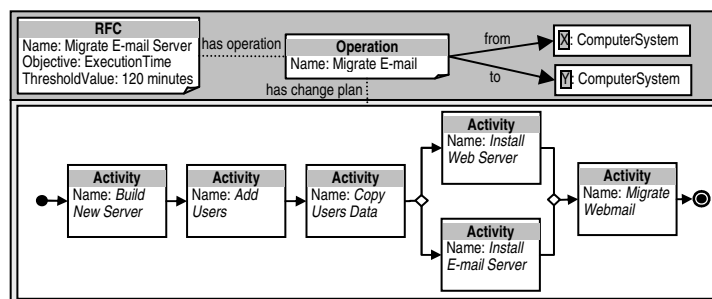 RFC
Name: Migrate E-mail Server
Objective: ExecutionTime
ThresholdValue: 120 minutes
has operation
Operation
Name: Migrate E-mail
from
X: ComputerSystem
to
Y: ComputerSystem
has change plan
Activity
Name: Build
New Server
Activity
Name: Add
Users
Activity
Name: Copy
Users Data
Activity
Name: Install
Web Server
Activity
Name: Install
E-mail Server
Activity
Name: Migrate
Webmail